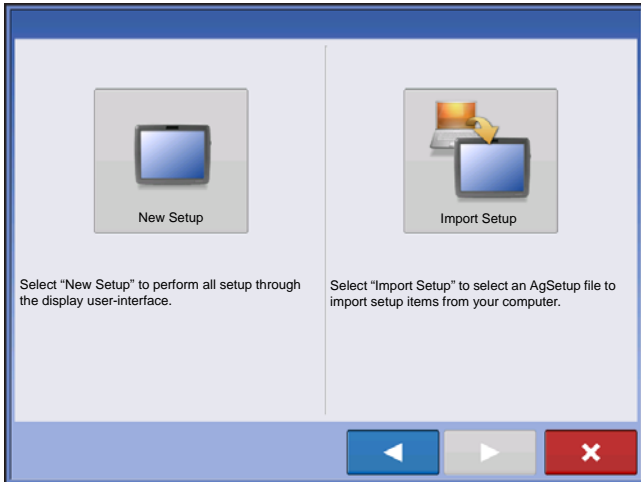 New Setup
Select “New Setup” to perform all setup through
the display user-interface.
Import Setup
Select “Import Setup” to select an AgSetup file to
import setup items from your computer.